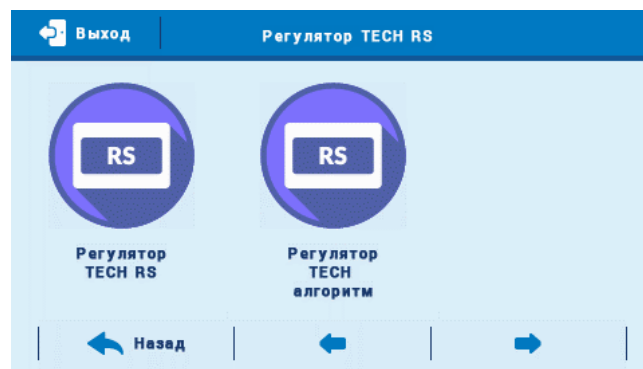 Выход
Регулятор TECH RS
RS
RS
Регулятор
TECH RS
Регулятор
TECH
алгоритм
Назад